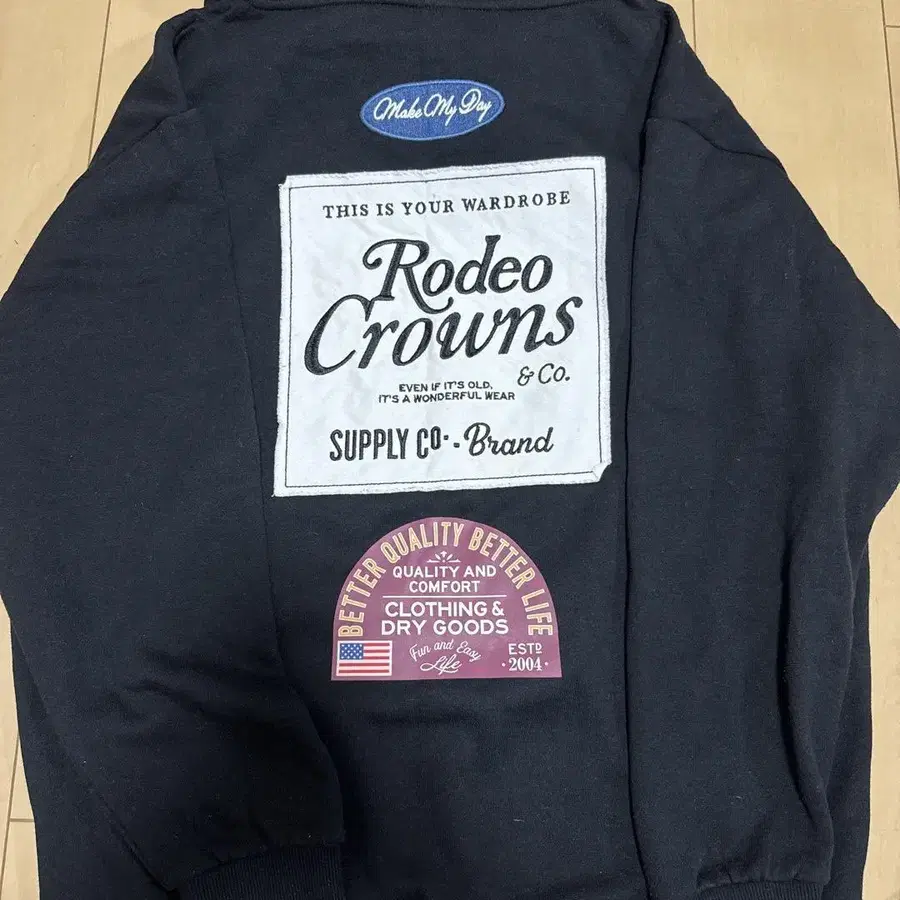 Make My Day
THIS IS YOUR WARDROBE
Rodeo
Crowns
& Co.
EVEN IF IT'S OLD,
IT'S A WONDERFUL WEAR
SUPPLY CO. - Brand
BETTER QUALITY BETTER LIFE
QUALITY AND
COMFORT
CLOTHING &
DRY GOODS
Fun and Easy
Life
ESTD
· 2004 ·